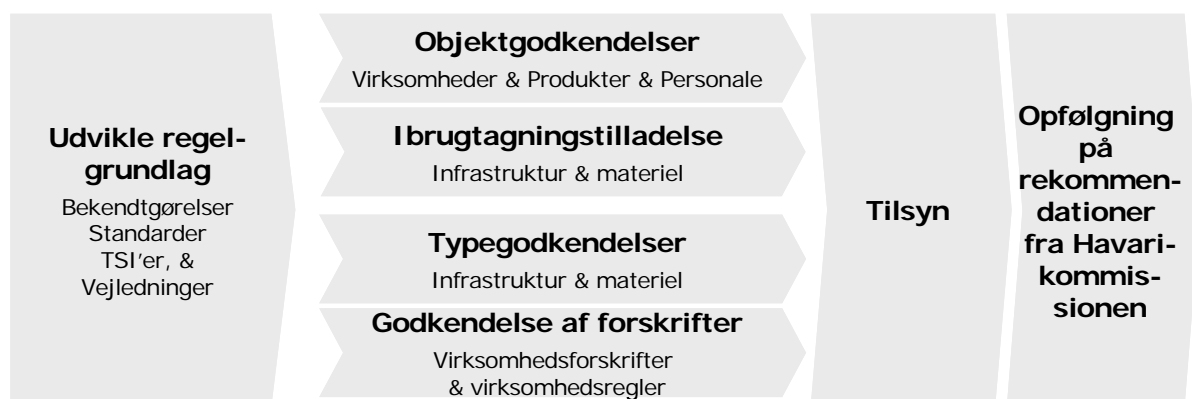 Udvikle regel-
grundlag
Bekendtgørelser
Standarder
TSI’er, &
Vejledninger
Objektgodkendelser
Virksomheder & Produkter & Personale
Ibrugtagningstilladelse
Infrastruktur & materiel
Typegodkendelser
Infrastruktur & materiel
Godkendelse af forskrifter
Virksomhedsforskrifter
& virksomhedsregler
Tilsyn
Opfølgning
på
rekommen-
dationer
fra Havari-
kommis-
sionen